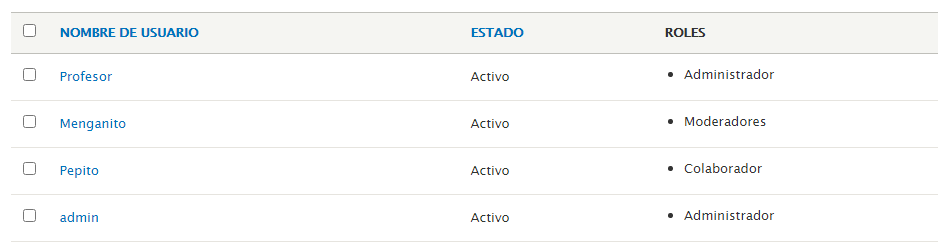 NOMBRE DE USUARIO ESTADO ROLES
Profesor Activo • Administrador
Menganito Activo • Moderadores
Pepito Activo • Colaborador
admin Activo • Administrador